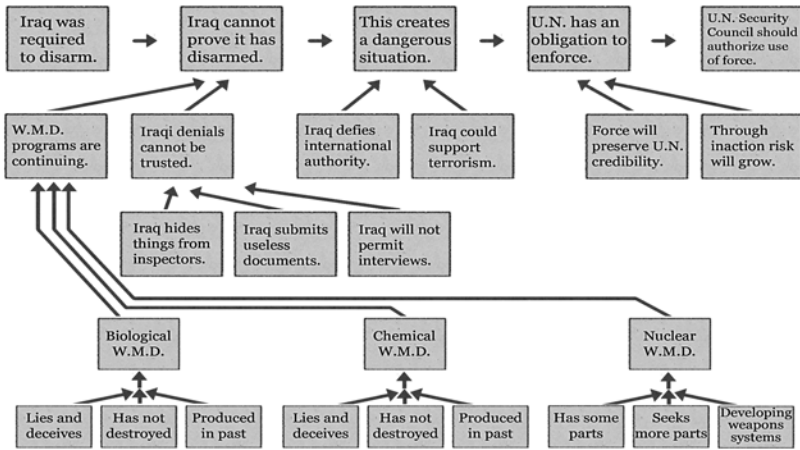 Iraq was
required
to disarm.
Iraq cannot
prove it has
disarmed.
This creates
a dangerous
situation.
U.N. has an
obligation to
enforce.
U.N. Security
Council should
authorize use
of force.
W.M.D.
programs are
continuing.
Iraqi denials
cannot be
trusted.
Iraq defies
international
authority.
Iraq could
support
terrorism.
Force will
preserve U.N.
credibility.
Through
inaction risk
will grow.
Iraq hides
things from
inspectors.
Iraq submits
useless
documents.
Iraq will not
permit
interviews.
Biological
W.M.D.
Chemical
W.M.D.
Nuclear
W.M.D.
Lies and
deceives
Has not
destroyed
Produced
in past
Lies and
deceives
Has not
destroyed
Produced
in past
Has some
parts
Seeks
more parts
Developing
weapons
systems